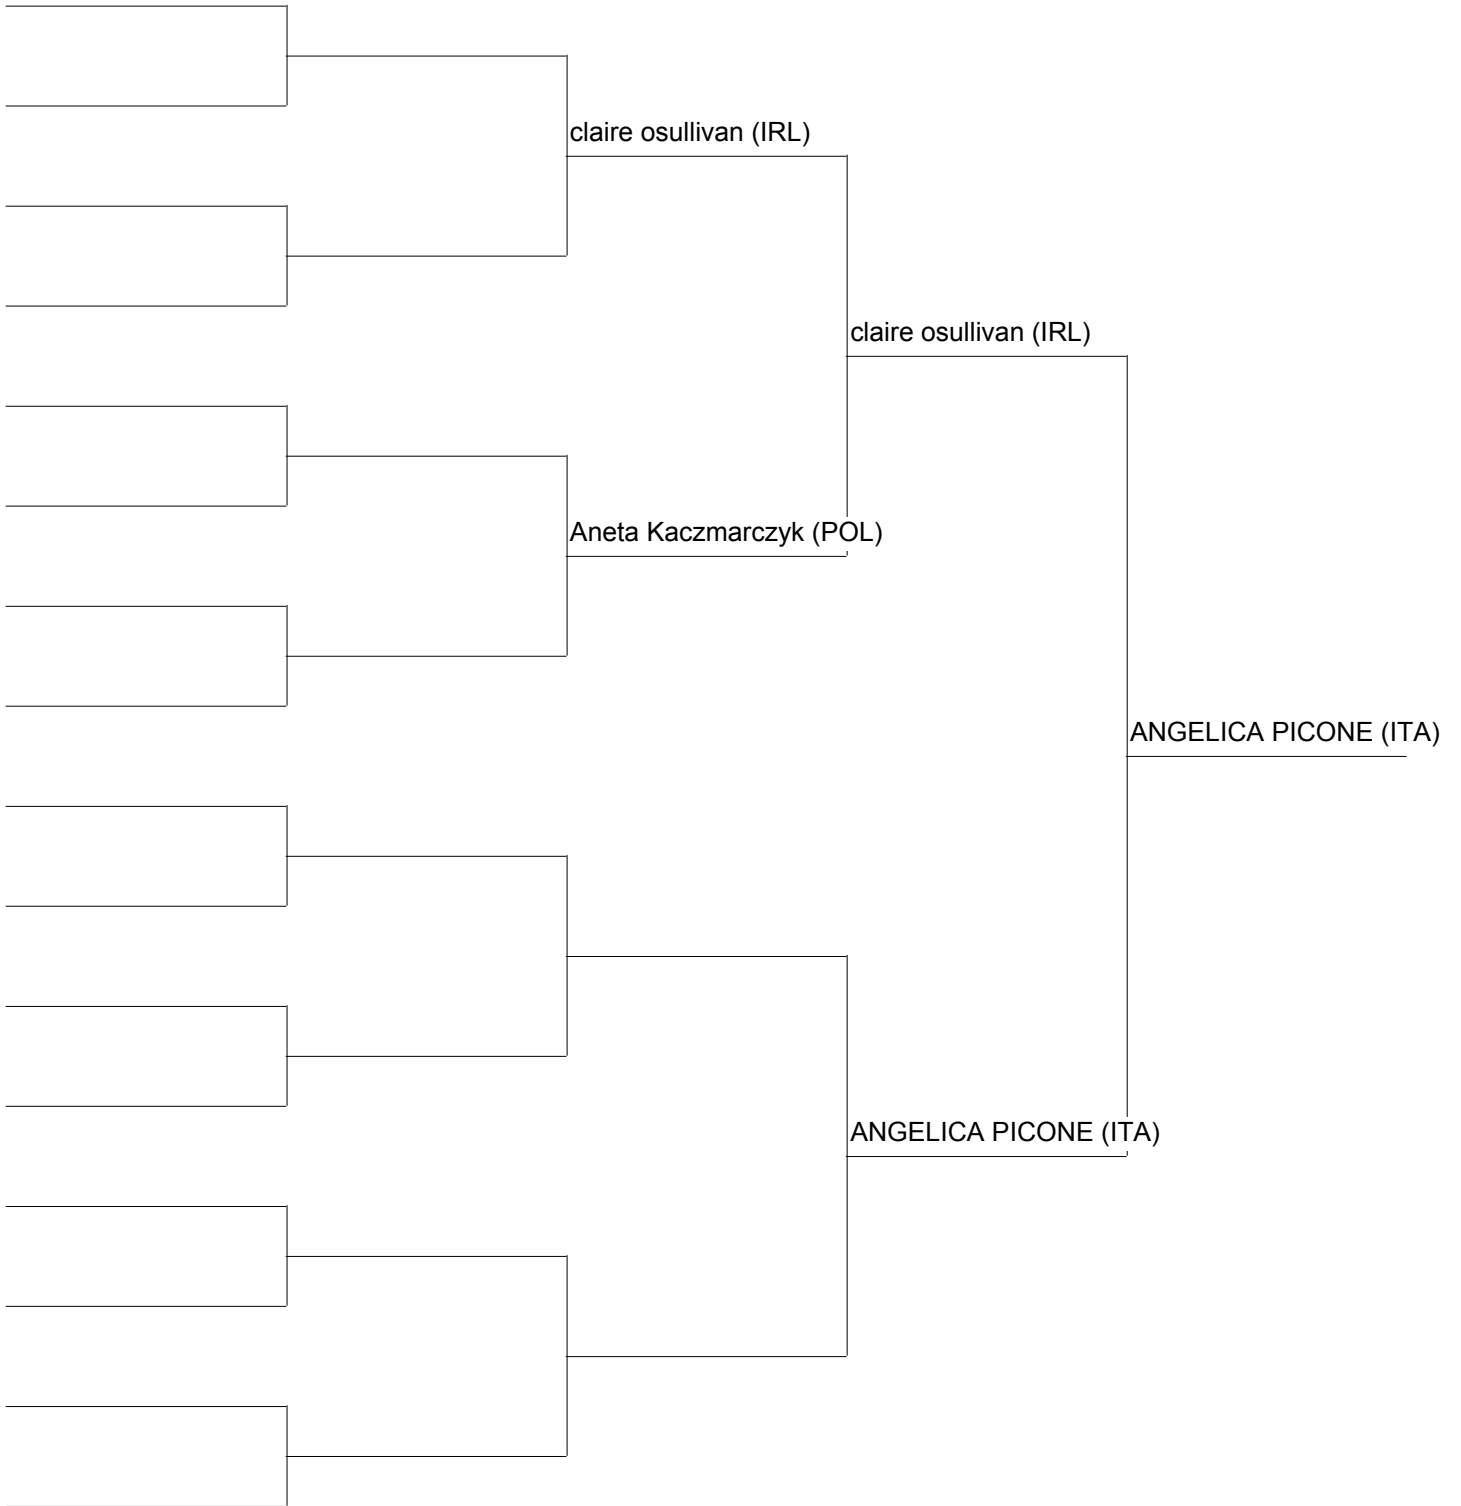 claire osullivan (IRL)
claire osullivan (IRL)
Aneta Kaczmarczyk (POL)
ANGELICA PICONE (ITA)
ANGELICA PICONE (ITA)